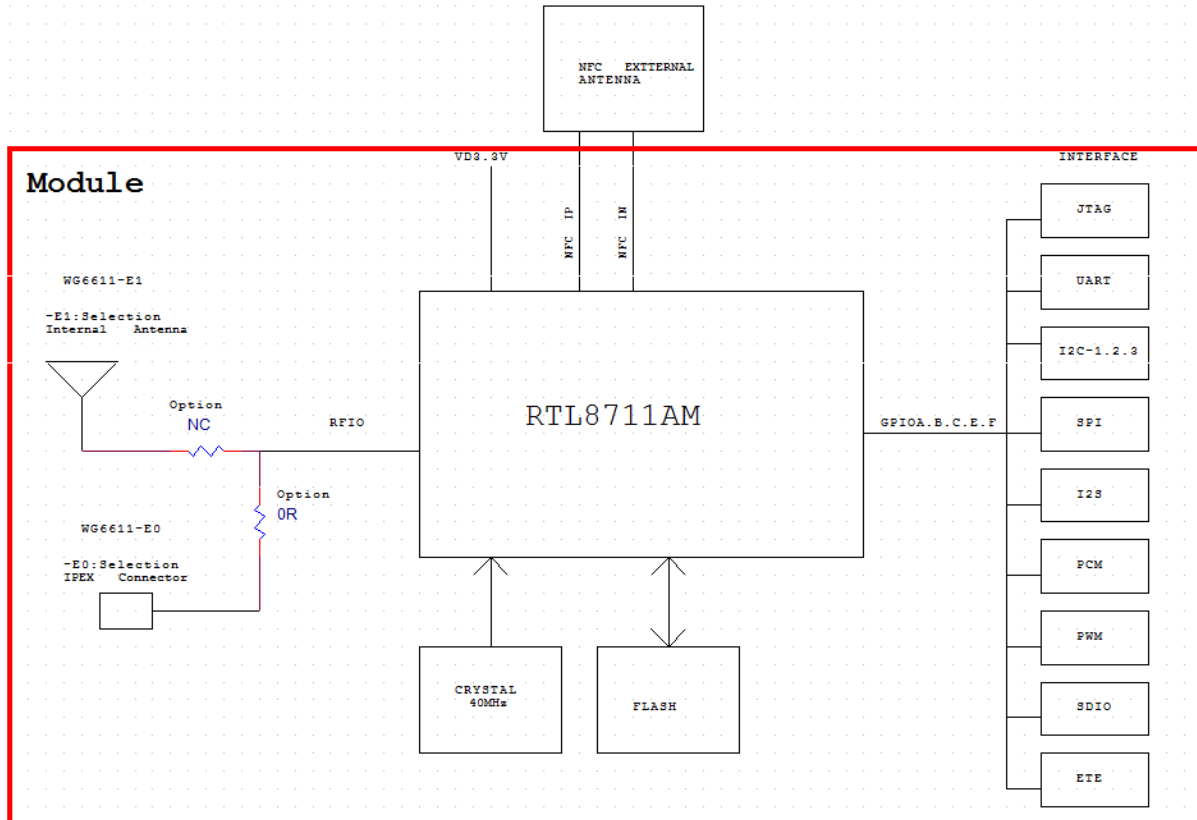 NFC EXTTERNAL
ANTENNA
VD3.3V
INTERFACE
Module
NFC IP
NFC IN
JTAG
WG6611-E1
UART
-E1:Selection
Internal Antenna
I2C-1.2.3
Option
NC
RFIO
RTL8711AM
GPIOA.B.C.E.F
SPI
Option
0R
I2S
WG6611-E0
-E0:Selection
IPEX Connector
PCM
PWM
CRYSTAL
40MHz
FLASH
SDIO
ETE